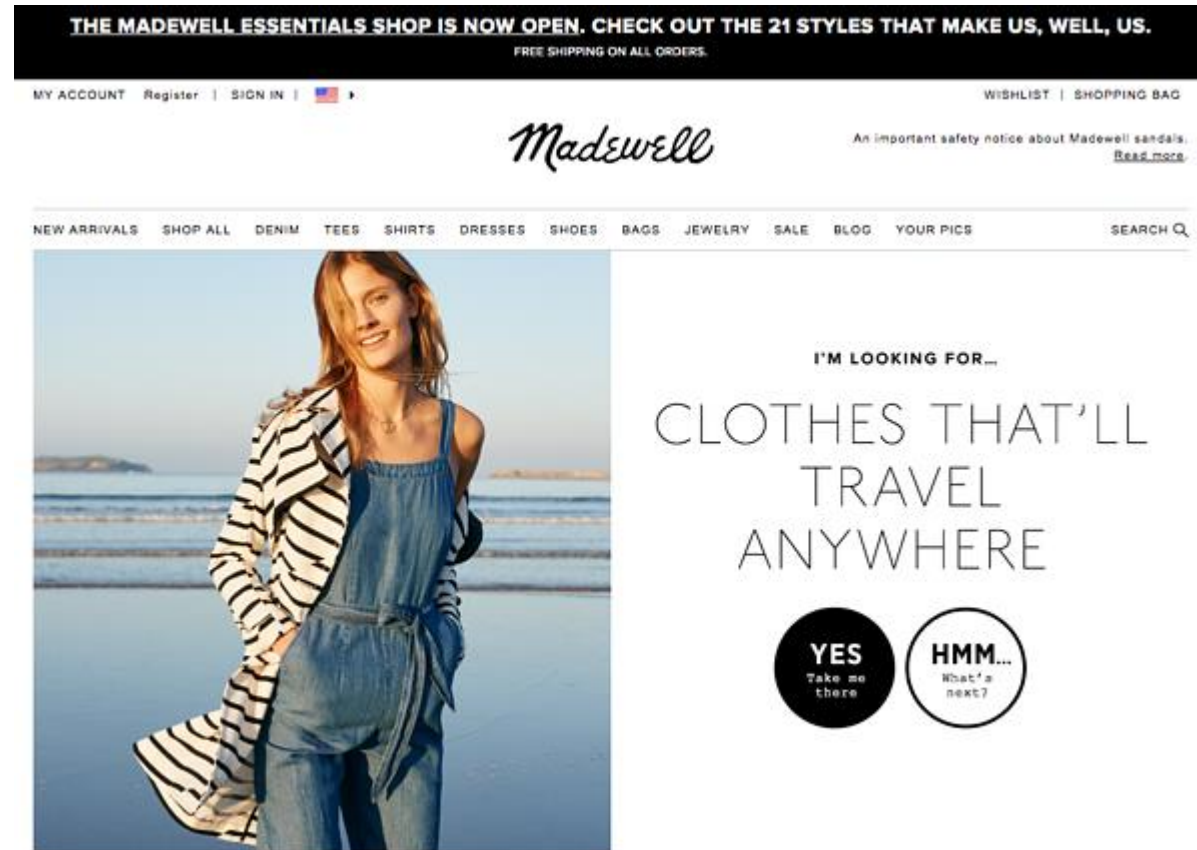 THE MADEWELL ESSENTIALS SHOP IS NOW OPEN. CHECK OUT THE 21 STYLES THAT MAKE US, WELL, US.
FREE SHIPPING ON ALL ORDERS.
MY ACCOUNT Register | SIGN IN |
WISHLIST | SHOPPING BAG
Madewell
An important safety notice about Madewell sandals.
Read more.
NEW ARRIVALS SHOP ALL DENIM TEES SHIRTS DRESSES SHOES BAGS JEWELRY SALE BLOG YOUR PICS SEARCH
I'M LOOKING FOR...
CLOTHES THAT'LL
TRAVEL
ANYWHERE
YES
Take me
there
HMM...
What's
next?